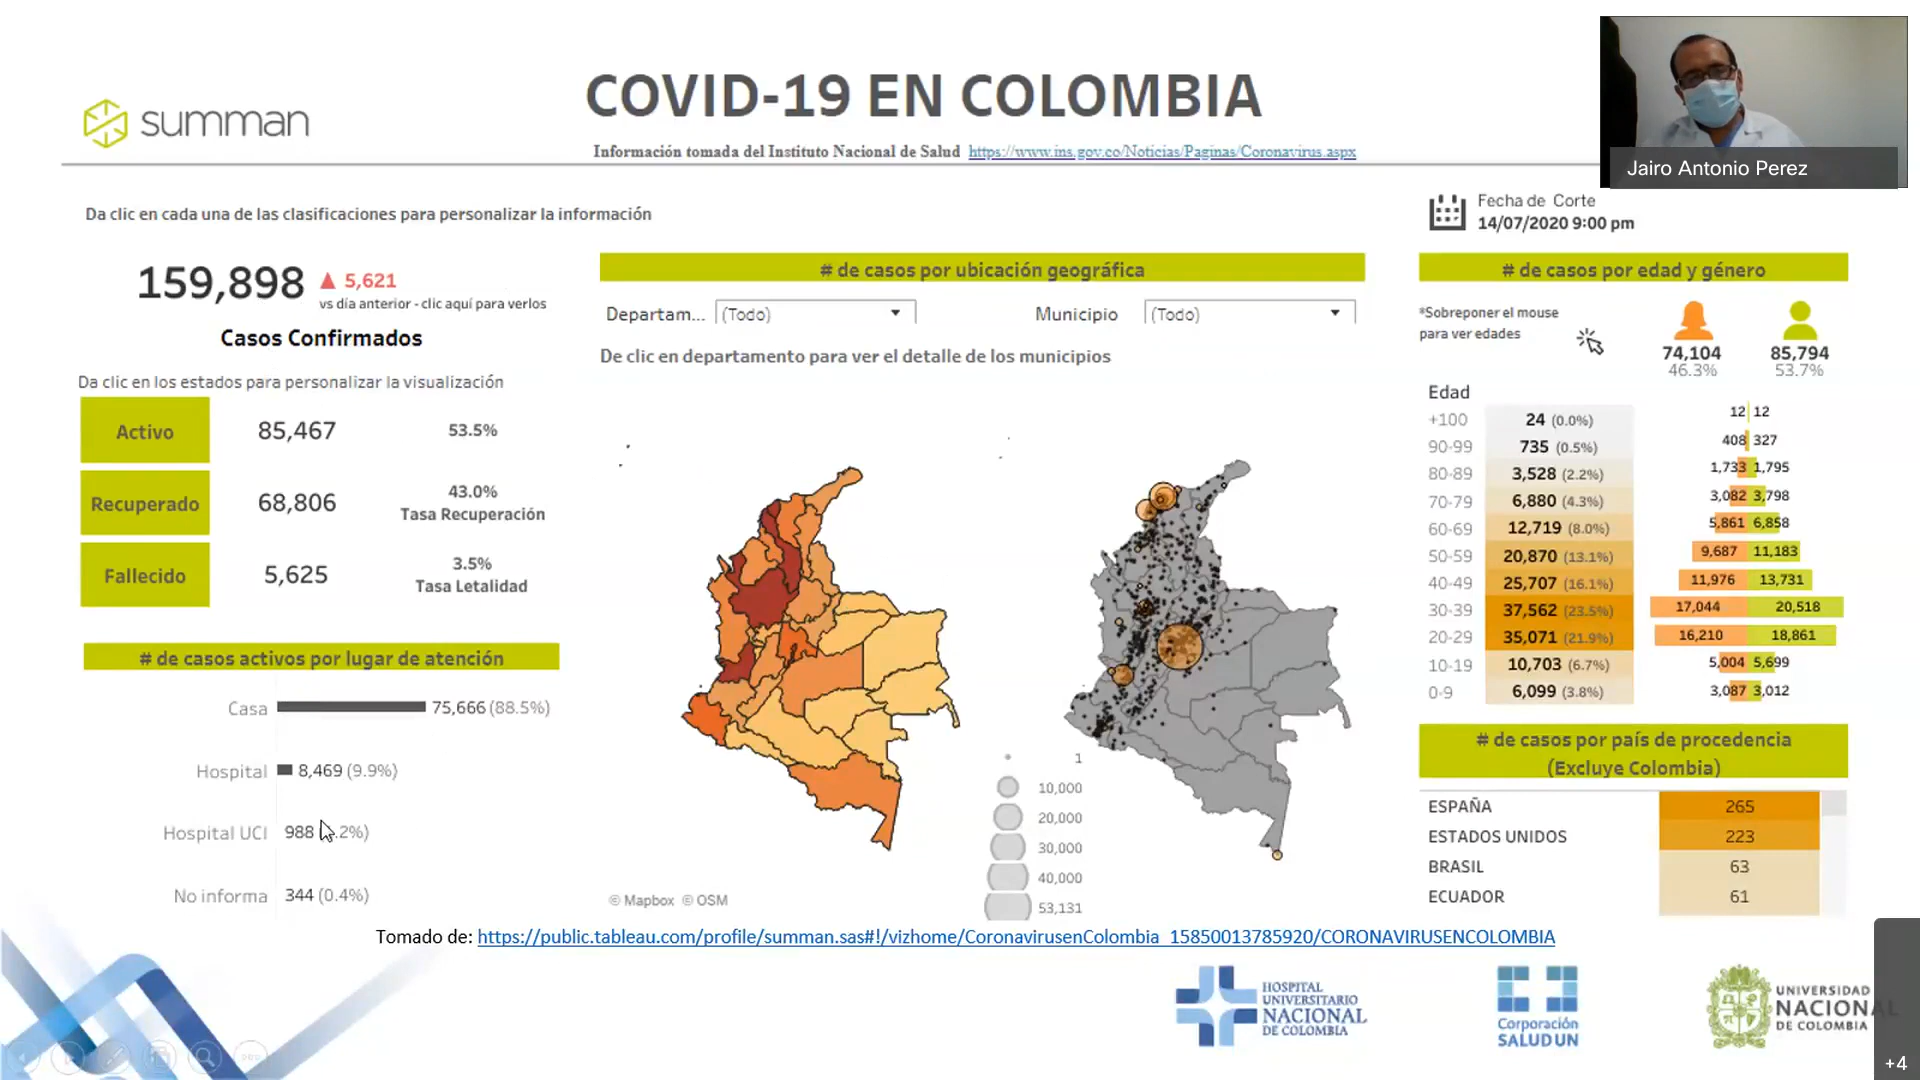 COVID-19 EN COLOMBIA
summan
Información tomada del Instituto Nacional de Salud https://www.ins.gov.co/Noticias/Paginas/Coronavirus.aspx
Jairo Antonio Perez
Da clic en cada una de las clasificaciones para personalizar la información
Fecha de Corte
14/07/2020 9:00 pm
159,898 ▲ 5,621
vs día anterior - clic aquí para verlos
Casos Confirmados
Da clic en los estados para personalizar la visualización
Activo 85,467 53.5%
Recuperado 68,806 43.0%
Tasa Recuperación
Fallecido 5,625 3.5%
Tasa Letalidad
# de casos activos por lugar de atención
Casa 75,666 (88.5%)
Hospital 8,469 (9.9%)
Hospital UCI 988 .2%)
No informa 344 (0.4%)
# de casos por ubicación geográfica
Departam... (Todo) Municipio (Todo)
De clic en departamento para ver el detalle de los municipios
1
10,000
20,000
30,000
40,000
53,131
© Mapbox © OSM
# de casos por edad y género
*Sobreponer el mouse
para ver edades
74,104 85,794
46.3% 53.7%
Edad
+100 24 (0.0%) 12 12
90-99 735 (0.5%) 408 327
80-89 3,528 (2.2%) 1,733 1,795
70-79 6,880 (4.3%) 3,082 3,798
60-69 12,719 (8.0%) 5,861 6,858
50-59 20,870 (13.1%) 9,687 11,183
40-49 25,707 (16.1%) 11,976 13,731
30-39 37,562 (23.5%) 17,044 20,518
20-29 35,071 (21.9%) 16,210 18,861
10-19 10,703 (6.7%) 5,004 5,699
0-9 6,099 (3.8%) 3,087 3,012
# de casos por país de procedencia
(Excluye Colombia)
ESPAÑA 265
ESTADOS UNIDOS 223
BRASIL 63
ECUADOR 61
Tomado de: https://public.tableau.com/profile/summan.sas#!/vizhome/CoronavirusenColombia_15850013785920/CORONAVIRUSENCOLOMBIA
HOSPITAL
UNIVERSITARIO
NACIONAL
DE COLOMBIA
Corporación
SALUD UN
UNIVERSIDAD
NACIONAL
DE COLOMBIA
+4